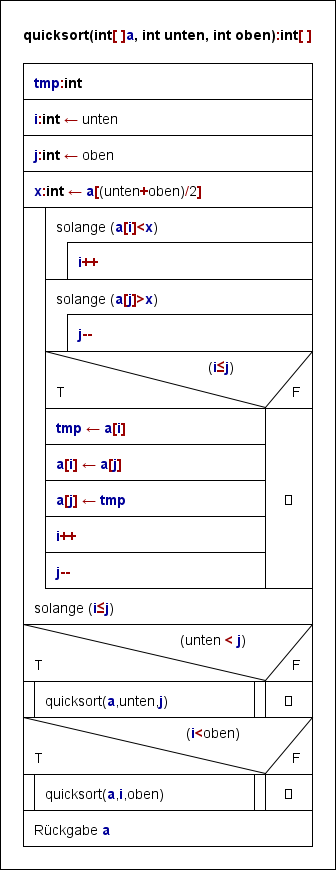 quicksort(int[ ]a, int unten, int oben):int[ ]
tmp:int
i:int ← unten
j:int ← oben
x:int ← a[(unten+oben)/2]
solange (a[i]<x)
i++
solange (a[j]>x)
j--
(i≤j)
T F
tmp ← a[i]
a[i] ← a[j]
a[j] ← tmp
i++
j--
solange (i≤j)
(unten < j)
T F
quicksort(a,unten,j)
(i<oben)
T F
quicksort(a,i,oben)
Rückgabe a